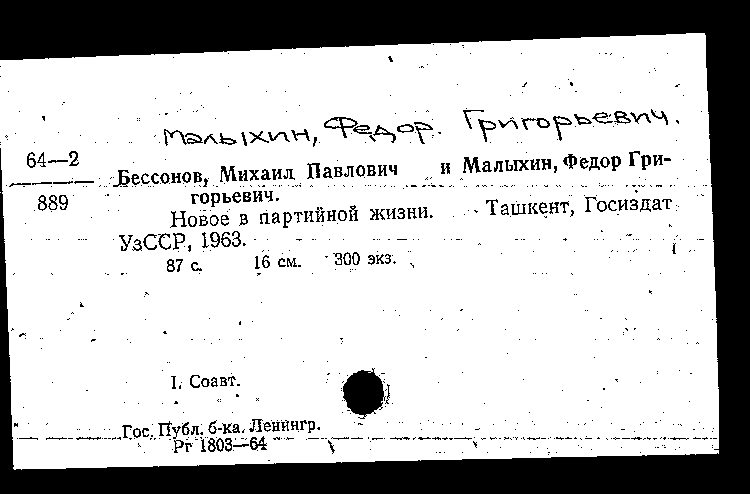 Малыхин, Федор. Григорьевич.
64—2
889
Бессонов, Михаил Павлович и Малыхин, Федор Гри-
горьевич.
Новое в партийной жизни. Ташкент, Госиздат
УзССР, 1963.
87 с. 16 см. 300 экз.
I. Соавт.
Гос. Публ. б-ка. Ленингр.
Рг 1803—64